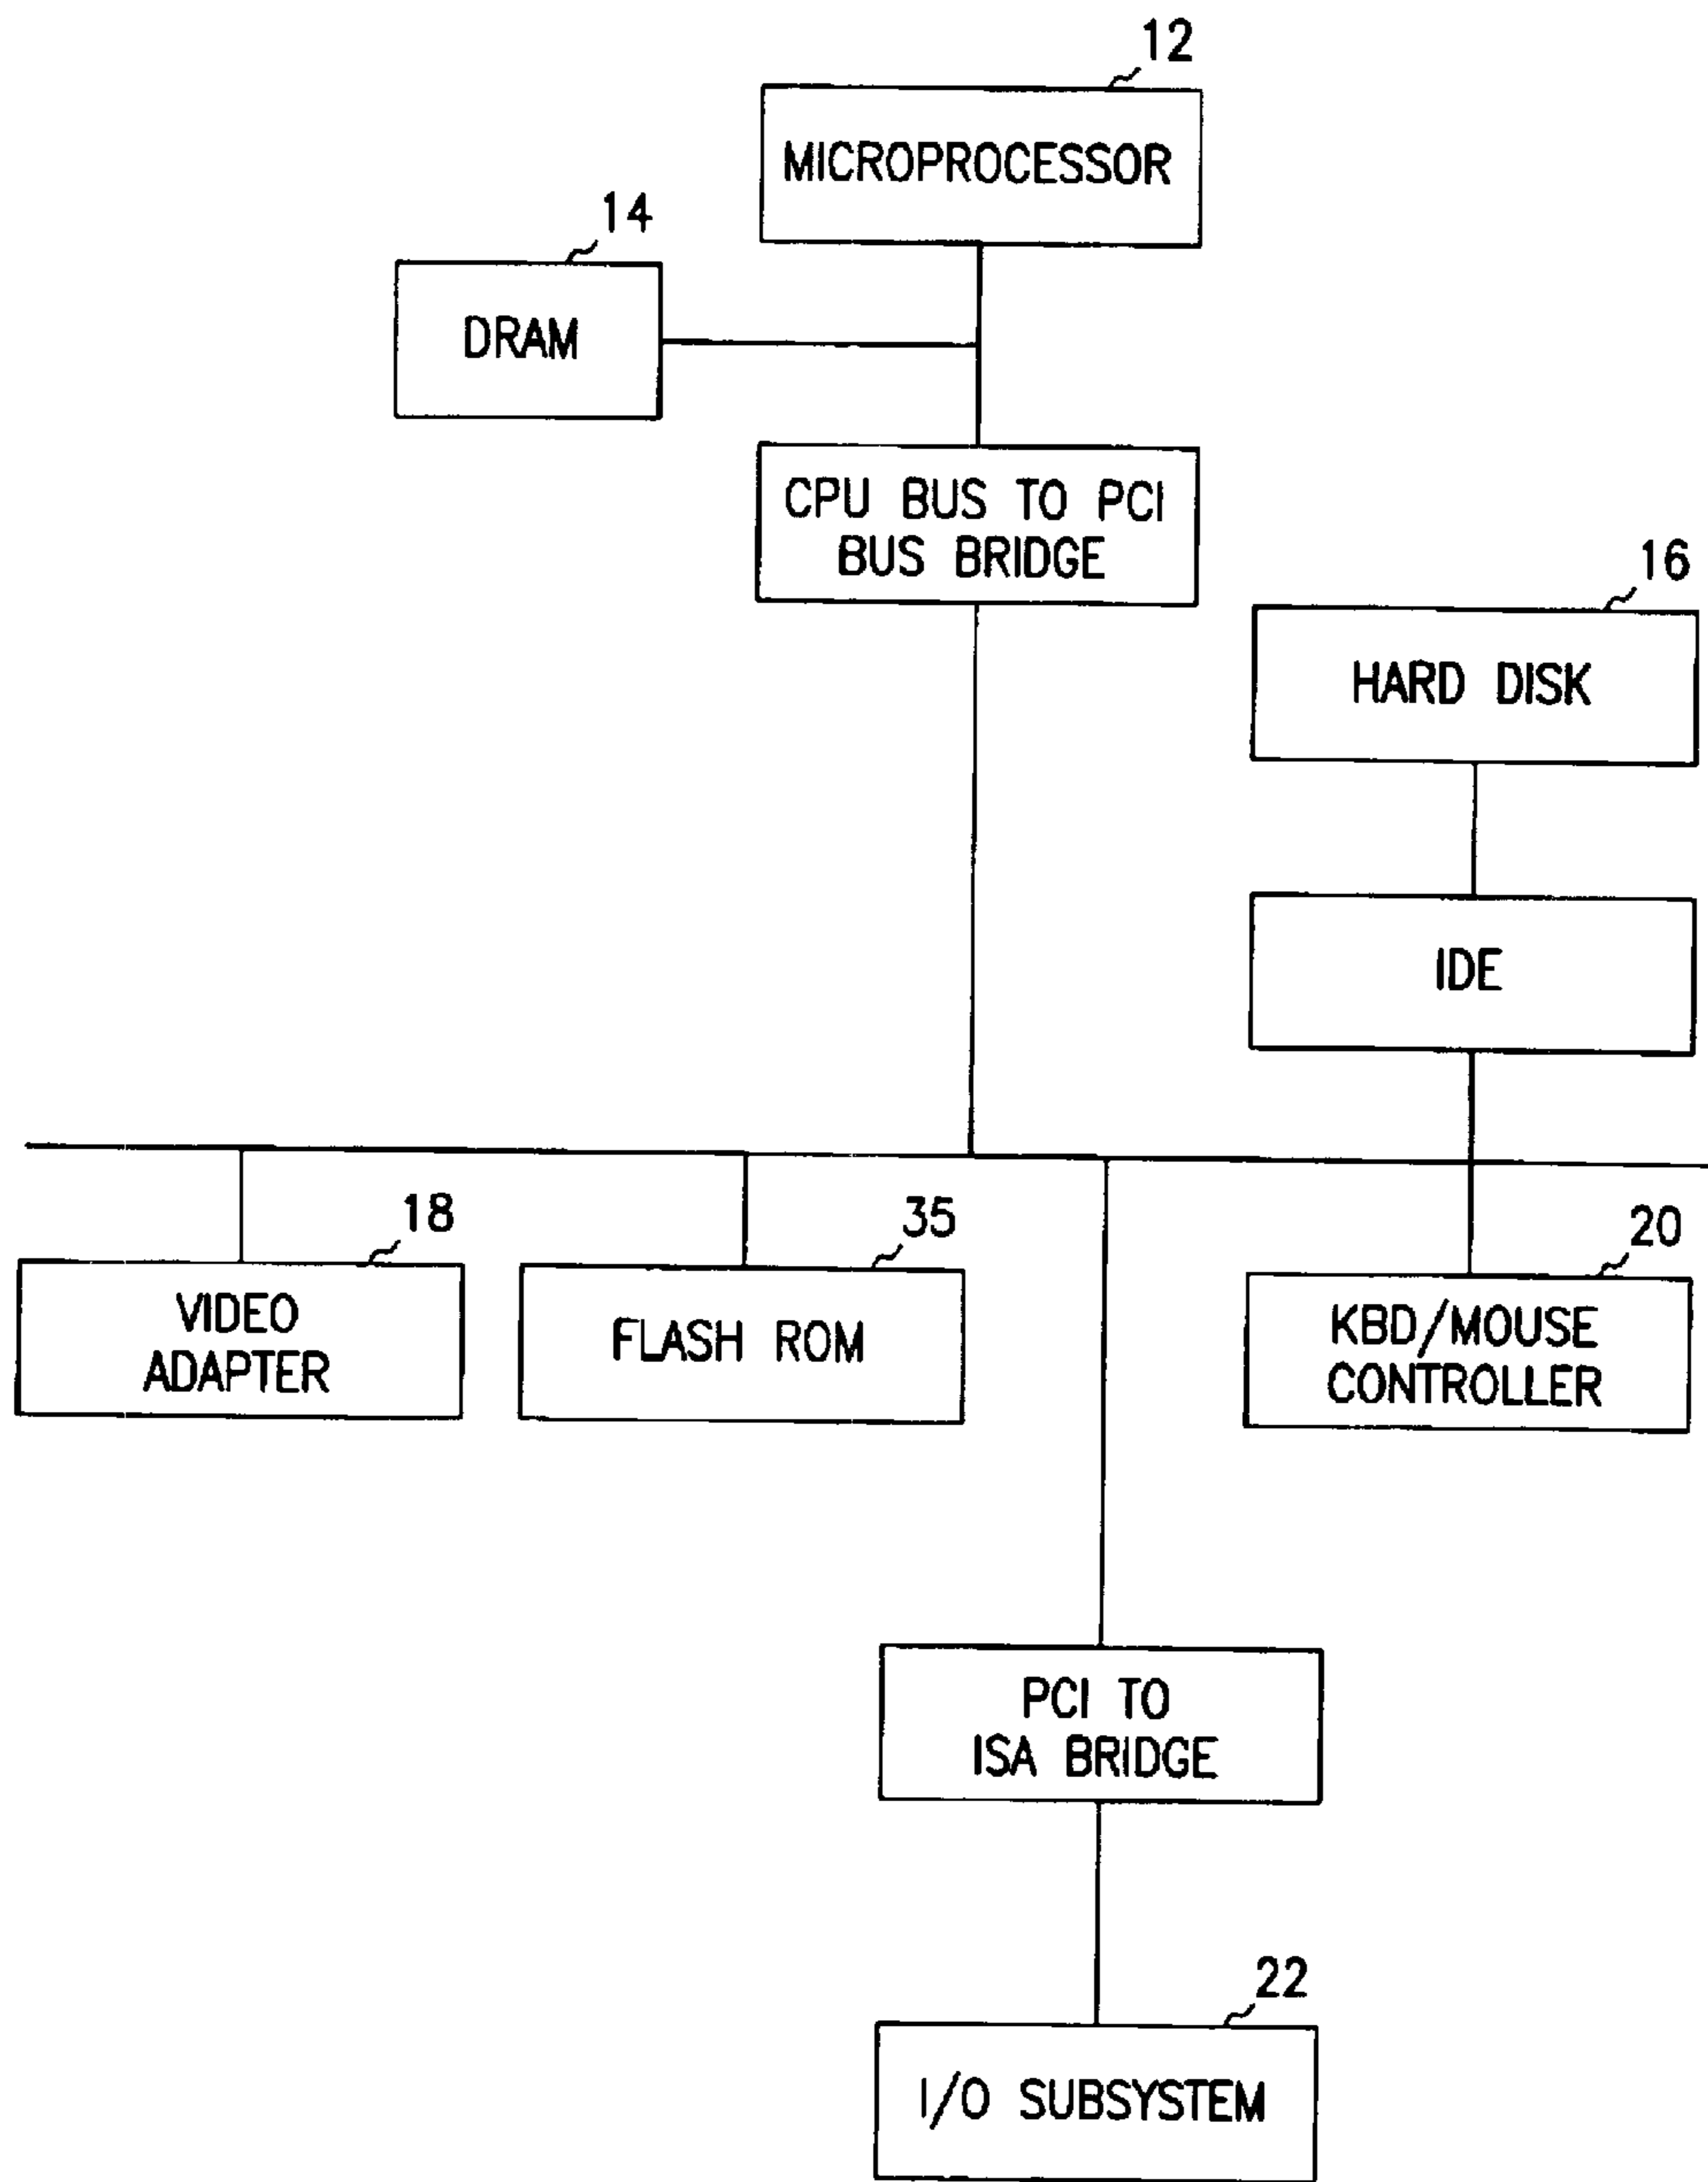 12
MICROPROCESSOR
14
DRAM
CPU BUS TO PCI
BUS BRIDGE
16
HARD DISK
IDE
18
VIDEO
ADAPTER
35
FLASH ROM
20
KBD/MOUSE
CONTROLLER
PCI TO
ISA BRIDGE
22
I/O SUBSYSTEM